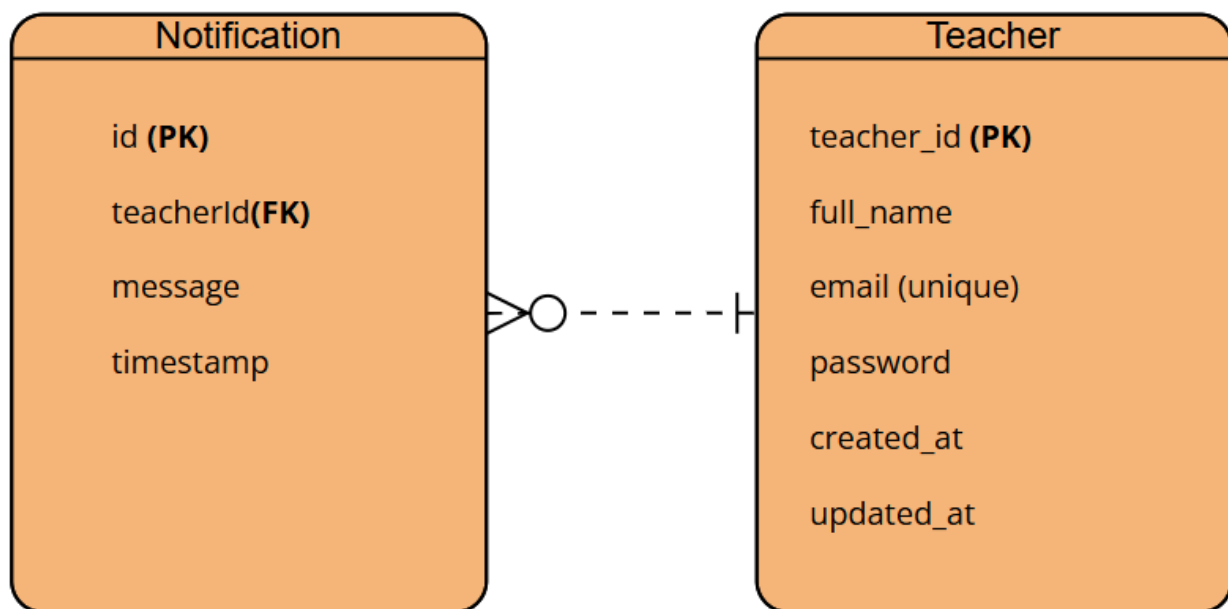 Notification
id (PK)
teacherId(FK)
message
timestamp
Teacher
teacher_id (PK)
full_name
email (unique)
password
created_at
updated_at